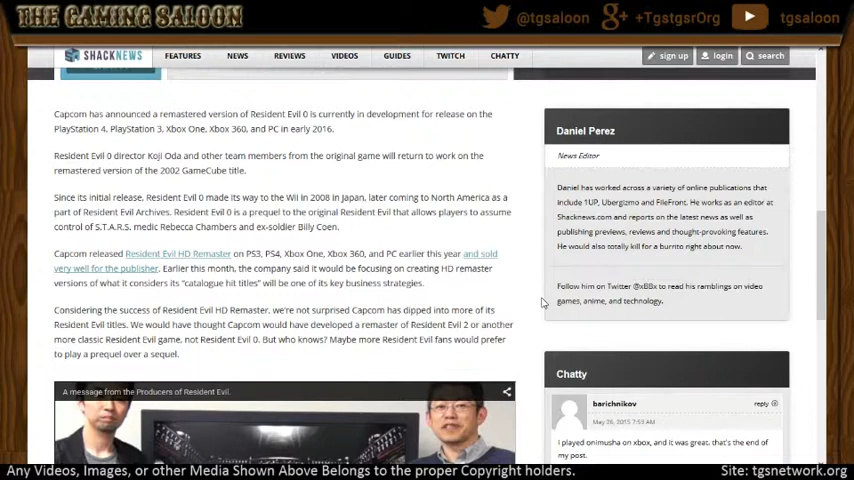 THE GAMING SALOON
@tgsaloon
+TgstgsrOrg
tgsaloon
SHACKNEWS
FEATURES
NEWS
REVIEWS
VIDEOS
GUIDES
TWITCH
CHATTY
sign up
login
search
Capcom has announced a remastered version of Resident Evil 0 is currently in development for release on the
PlayStation 4, PlayStation 3, Xbox One, Xbox 360, and PC in early 2016.
Resident Evil 0 director Koji Oda and other team members from the original game will return to work on the
remastered version of the 2002 GameCube title.
Since its initial release, Resident Evil 0 made its way to the Wii in 2008 in Japan, later coming to North America as a
part of Resident Evil Archives. Resident Evil 0 is a prequel to the original Resident Evil that allows players to assume
control of S.T.A.R.S. medic Rebecca Chambers and ex-soldier Billy Coen.
Capcom released Resident Evil HD Remaster on PS3, PS4, Xbox One, Xbox 360, and PC earlier this year and sold
very well for the publisher. Earlier this month, the company said it would be focusing on creating HD remaster
versions of what it considers its "catalogue hit titles" will be one of its key business strategies.
Considering the success of Resident Evil HD Remaster, we're not surprised Capcom has dipped into more of its
Resident Evil titles. We would have thought Capcom would have developed a remaster of Resident Evil 2 or another
more classic Resident Evil game, not Resident Evil 0. But who knows? Maybe more Resident Evil fans would prefer
to play a prequel over a sequel.
A message from the Producers of Resident Evil.
Daniel Perez
News Editor
Daniel has worked across a variety of online publications that
include 1UP, Ubergizmo and FileFront. He works as an editor at
Shacknews.com and reports on the latest news as well as
publishing previews, reviews and thought-provoking features.
He would also totally kill for a burrito right about now.
Follow him on Twitter @xBBx to read his ramblings on video
games, anime, and technology.
Chatty
barichnikov
reply
May 26, 2015 7:53 AM
i played onimusha on xbox, and it was great. that's the end of
my post.
Any Videos, Images, or other Media Shown Above Belongs to the proper Copyright holders.
Site: tgsnetwork.org